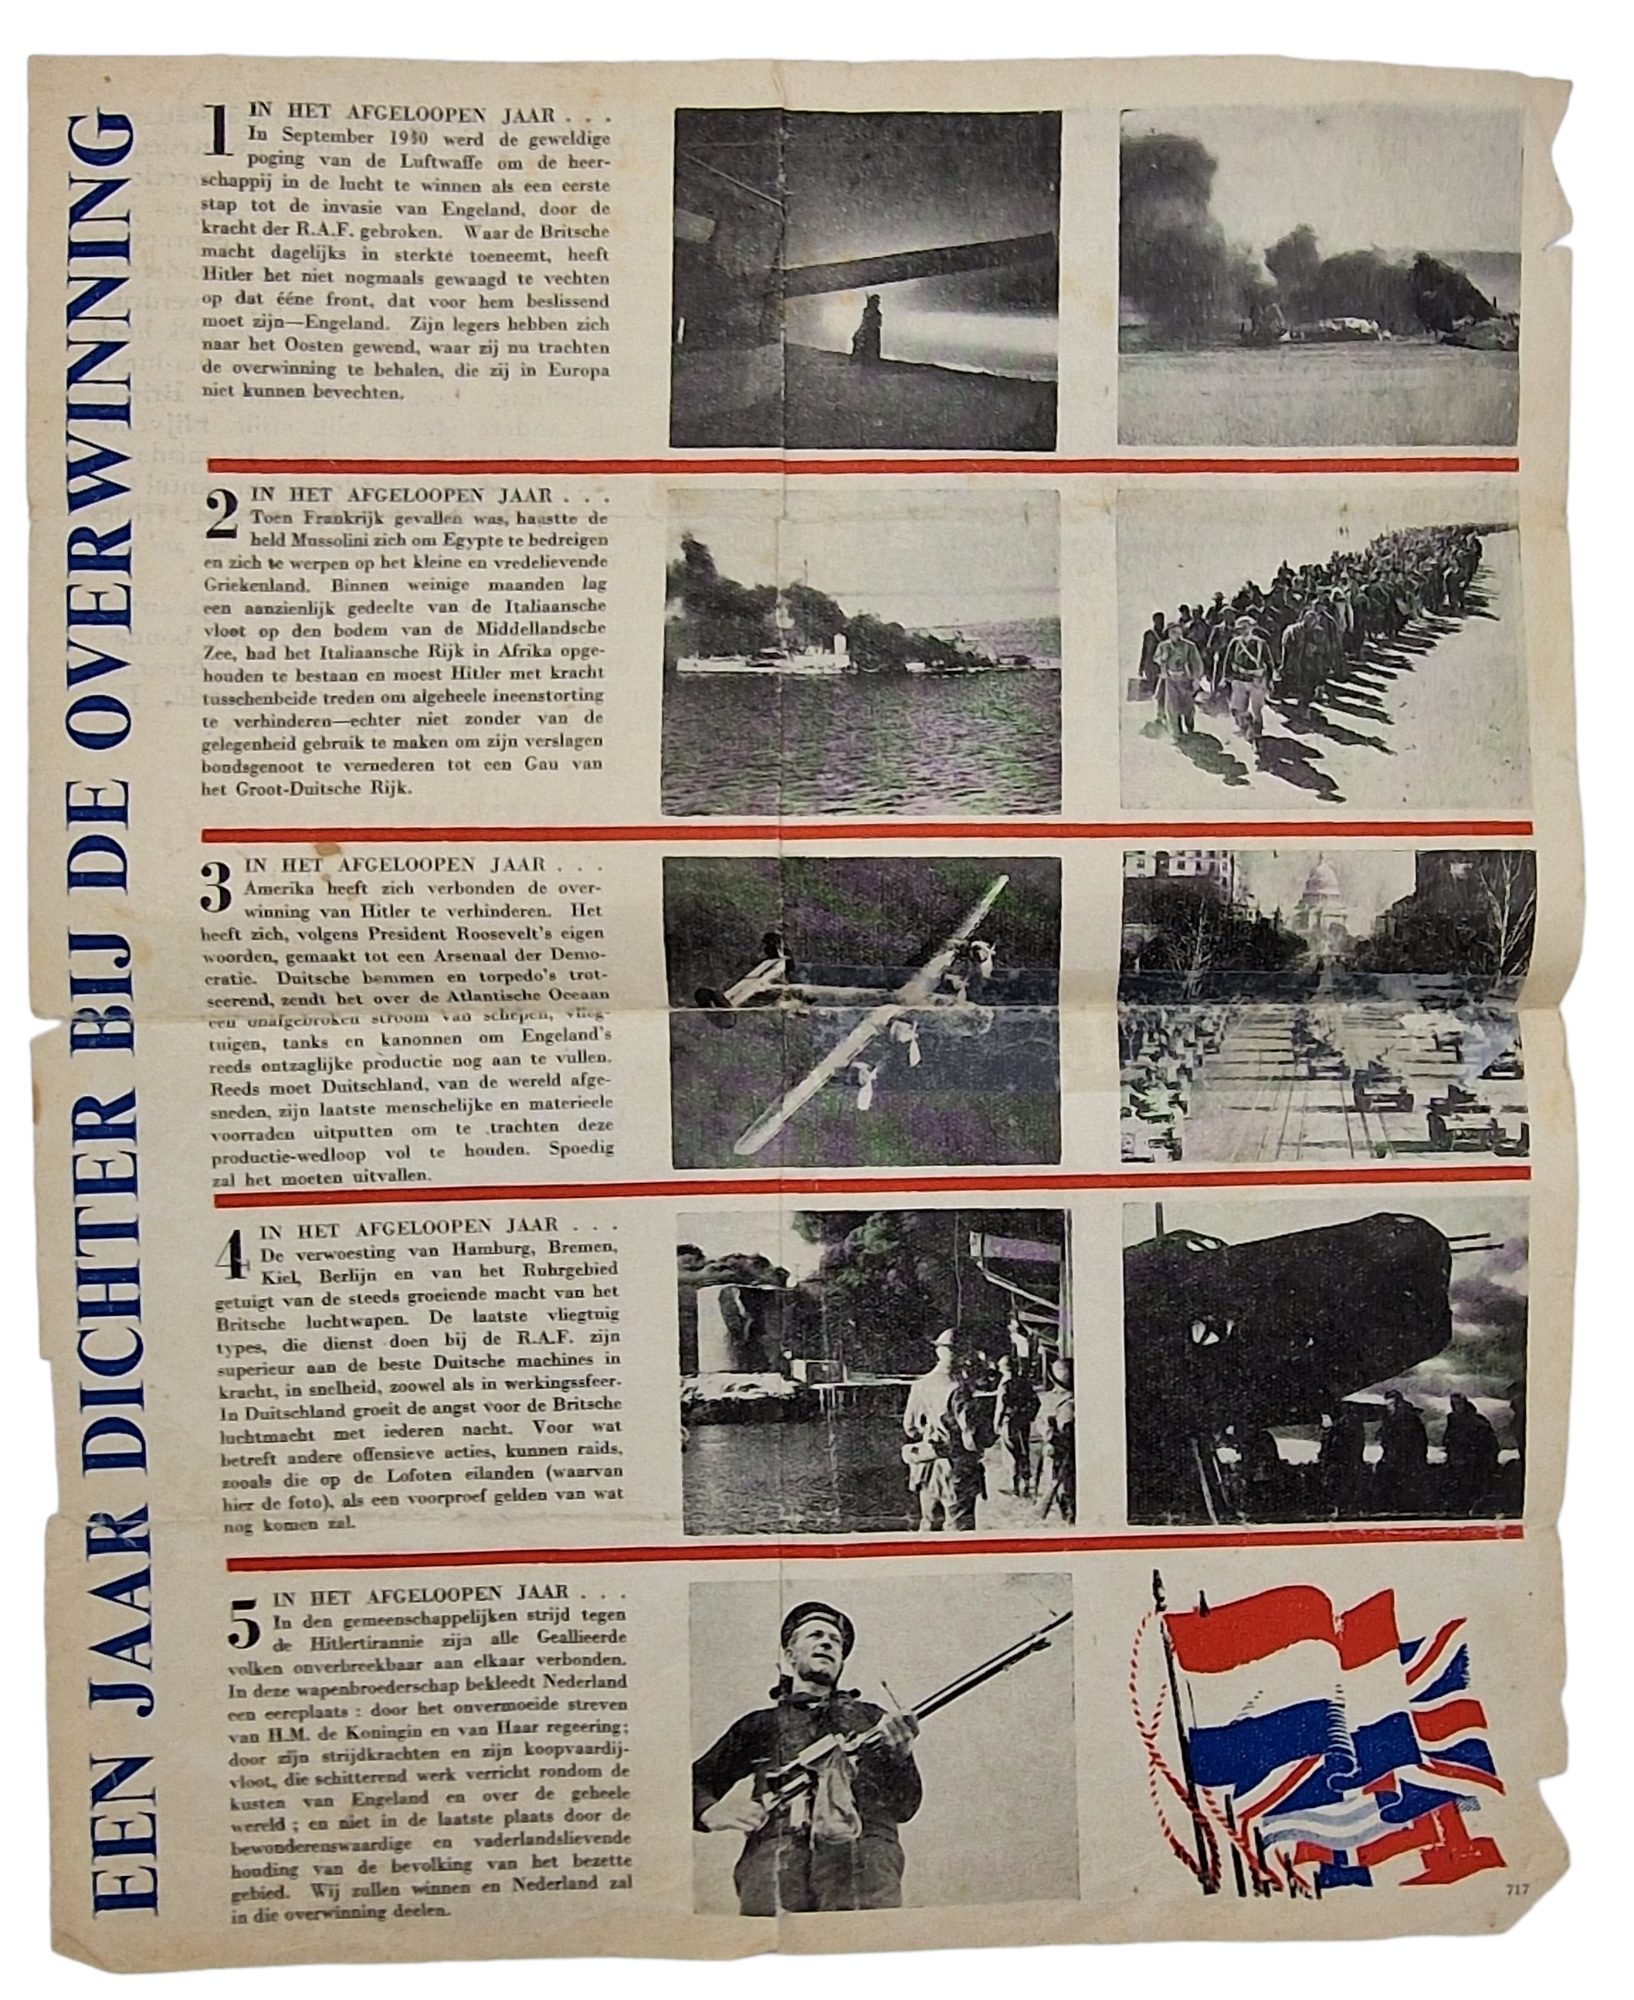 EEN JAAR DICHTER BIJ DE OVERWINNING
1 IN HET AFGELOOPEN JAAR . . .
In September 1940 werd de geweldige
poging van de Luftwaffe om de heer-
schappij in de lucht te winnen als een eerste
stap tot de invasie van Engeland, door de
kracht der R.A.F. gebroken. Waar de Britsche
macht dagelijks in sterkte toeneemt, heeft
Hitler het niet nogmaals gewaagd te vechten
op dat ééne front, dat voor hem beslissend
moet zijn—Engeland. Zijn legers hebben zich
naar het Oosten gewend, waar zij nu trachten
de overwinning te behalen, die zij in Europa
niet kunnen bevechten.
2 IN HET AFGELOOPEN JAAR . . .
Toen Frankrijk gevallen was, haastte de
held Mussolini zich om Egypte te bedreigen
en zich te werpen op het kleine en vredelievende
Griekenland. Binnen weinige maanden lag
een aanzienlijk gedeelte van de Italiaansche
vloot op den bodem van de Middellandsche
Zee, had het Italiaansche Rijk in Afrika opge-
houden te bestaan en moest Hitler met kracht
tusschenbeide treden om algeheele ineenstorting
te verhinderen—echter niet zonder van de
gelegenheid gebruik te maken om zijn verslagen
bondsgenoot te vernederen tot een Gau van
het Groot-Duitsche Rijk.
3 IN HET AFGELOOPEN JAAR . . .
Amerika heeft zich verbonden de over-
winning van Hitler te verhinderen. Het
heeft zich, volgens President Roosevelt's eigen
woorden, gemaakt tot een Arsenaal der Demo-
cratie. Duitsche bommen en torpedo's trot-
seerend, zendt het over de Atlantische Oceaan
een onafgebroken stroom van schepen, vlieg-
tuigen, tanks en kanonnen om Engeland's
reeds ontzaglijke productie nog aan te vullen.
Reeds moet Duitschland, van de wereld afge-
sneden, zijn laatste menschelijke en materieele
voorraden uitputten om te trachten deze
productie-wedloop vol te houden. Spoedig
zal het moeten uitvallen.
4 IN HET AFGELOOPEN JAAR . . .
De verwoesting van Hamburg, Bremen,
Kiel, Berlijn en van het Ruhrgebied
getuigt van de steeds groeiende macht van het
Britsche luchtwapen. De laatste vliegtuig
types, die dienst doen bij de R.A.F. zijn
superieur aan de beste Duitsche machines in
kracht, in snelheid, zoowel als in werkingssfeer.
In Duitschland groeit de angst voor de Britsche
luchtmacht met iederen nacht. Voor wat
betreft andere offensieve acties, kunnen raids,
zooals die op de Lofoten eilanden (waarvan
hier de foto), als een voorproef gelden van wat
nog komen zal.
5 IN HET AFGELOOPEN JAAR . . .
In den gemeenschappelijken strijd tegen
de Hitlertirannie zijn alle Geallieerde
volken onverbreekbaar aan elkaar verbonden.
In deze wapenbroederschap bekleedt Nederland
een eereplaats : door het onvermoeide streven
van H.M. de Koningin en van Haar regeering;
door zijn strijdkrachten en zijn koopvaardij-
vloot, die schitterend werk verricht rondom de
kusten van Engeland en over de geheele
wereld ; en niet in de laatste plaats door de
bewonderenswaardige en vaderlandslievende
houding van de bevolking van het bezette
gebied. Wij zullen winnen en Nederland zal
in die overwinning deelen.
717